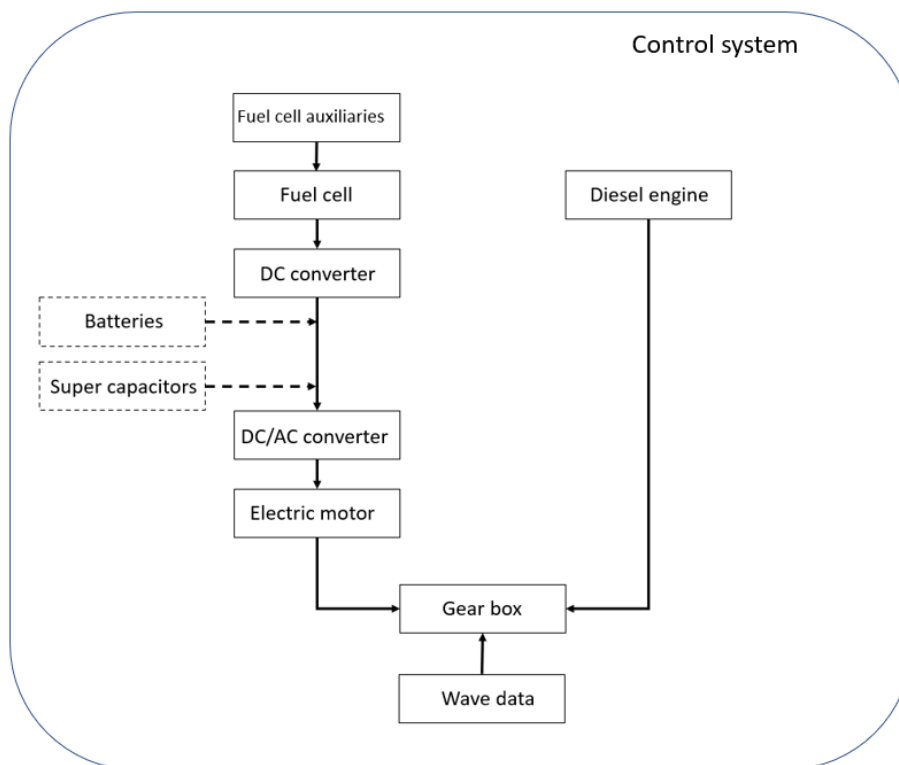 Control system
Fuel cell auxiliaries
Fuel cell
Diesel engine
DC converter
Batteries
Super capacitors
DC/AC converter
Electric motor
Gear box
Wave data